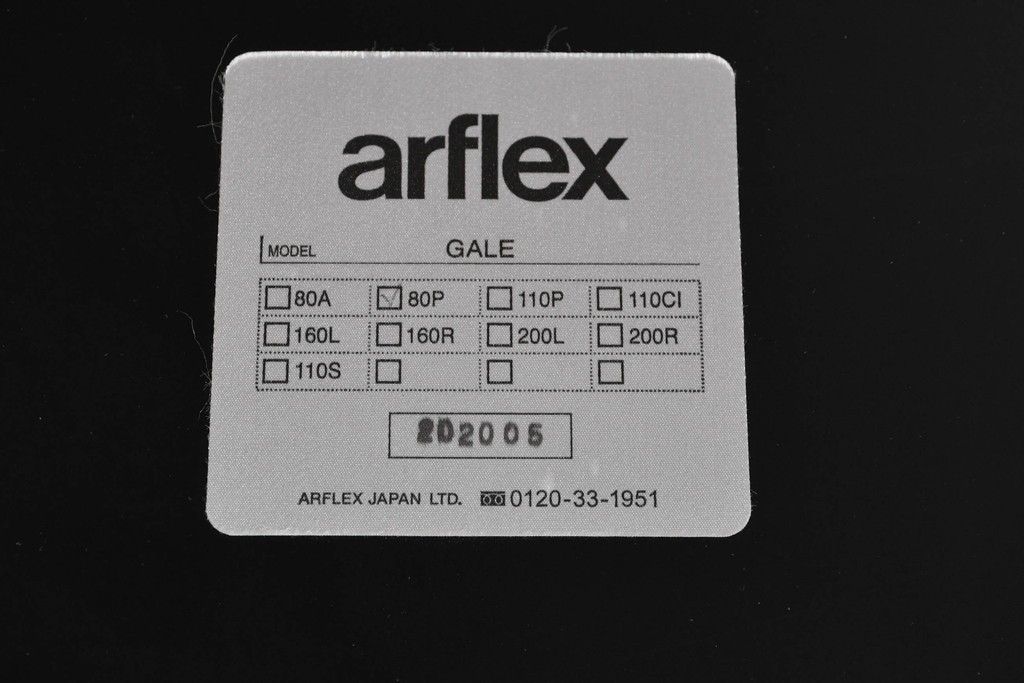 arflex
MODEL GALE
80A 80P 110P 110CI
160L 160R 200L 200R
110S
202005
ARFLEX JAPAN LTD. 0120-33-1951